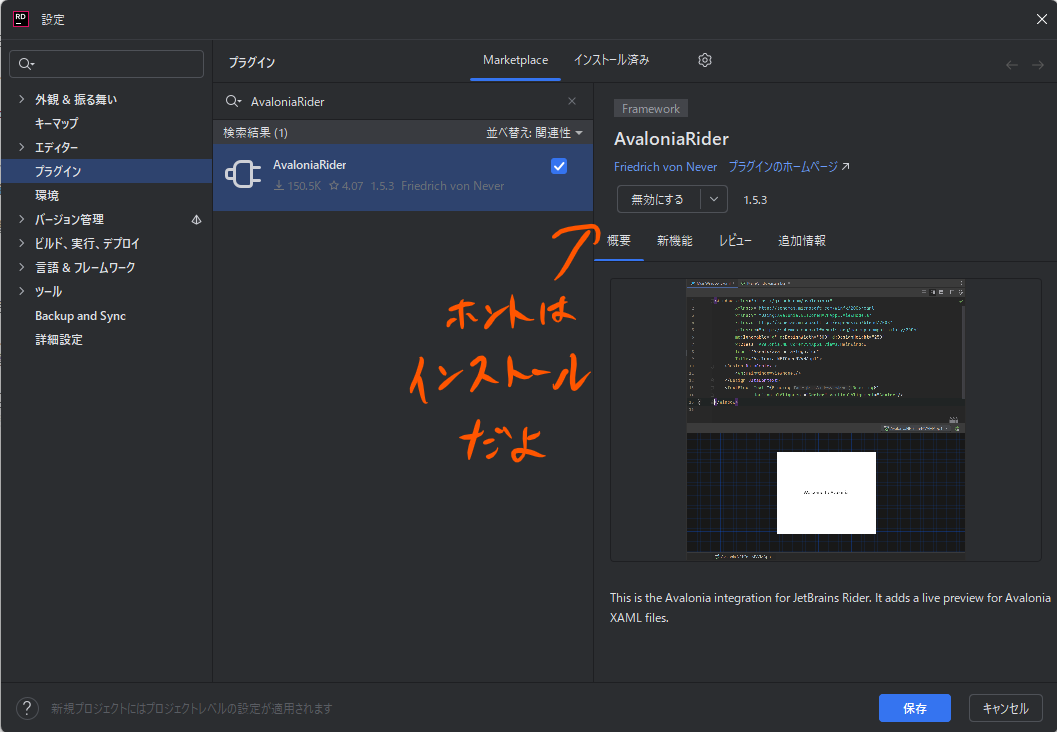 RD
設定
プラグイン
Marketplace
インストール済み
外観 & 振る舞い
キーマップ
エディター
プラグイン
環境
バージョン管理
ビルド、実行、デプロイ
言語 & フレームワーク
ツール
Backup and Sync
詳細設定
AvaloniaRider
検索結果 (1)
並べ替え: 関連性
AvaloniaRider
150.5K 4.07 1.5.3 Friedrich von Never
ホントは
インストール
だよ
Framework
AvaloniaRider
Friedrich von Never プラグインのホームページ
無効にする
1.5.3
概要
新機能
レビュー
追加情報
This is the Avalonia integration for JetBrains Rider. It adds a live preview for Avalonia
XAML files.
?
新規プロジェクトにはプロジェクトレベルの設定が適用されます
保存
キャンセル